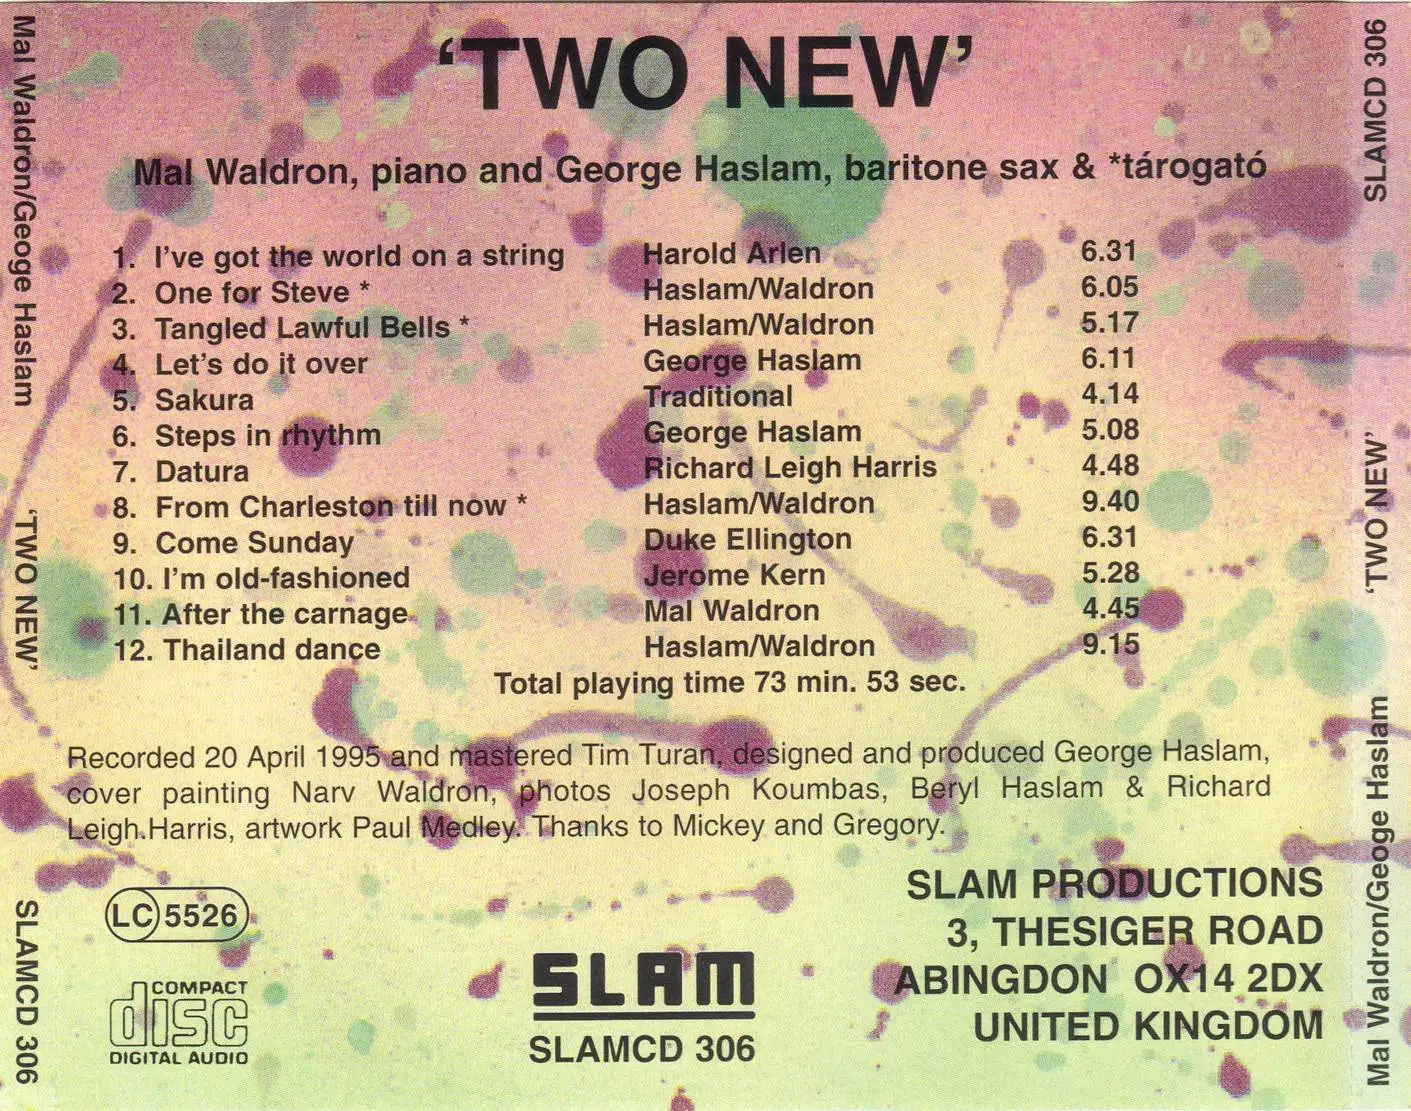 'TWO NEW'
Mal Waldron, piano and George Haslam, baritone sax & *tárogató
1. I've got the world on a string Harold Arlen 6.31
2. One for Steve * Haslam/Waldron 6.05
3. Tangled Lawful Bells * Haslam/Waldron 5.17
4. Let's do it over George Haslam 6.11
5. Sakura Traditional 4.14
6. Steps in rhythm George Haslam 5.08
7. Datura Richard Leigh Harris 4.48
8. From Charleston till now * Haslam/Waldron 9.40
9. Come Sunday Duke Ellington 6.31
10. I'm old-fashioned Jerome Kern 5.28
11. After the carnage Mal Waldron 4.45
12. Thailand dance Haslam/Waldron 9.15
Total playing time 73 min. 53 sec.
Recorded 20 April 1995 and mastered Tim Turan, designed and produced George Haslam,
cover painting Narv Waldron, photos Joseph Koumbas, Beryl Haslam & Richard
Leigh.Harris, artwork Paul Medley. Thanks to Mickey and Gregory.
LC 5526
COMPACT
disc
DIGITAL AUDIO
SLAM
SLAMCD 306
SLAM PRODUCTIONS
3, THESIGER ROAD
ABINGDON OX14 2DX
UNITED KINGDOM
Mal Waldron/Geoge Haslam 'TWO NEW' SLAMCD 306
Mal Waldron/Geoge Haslam 'TWO NEW' SLAMCD 306